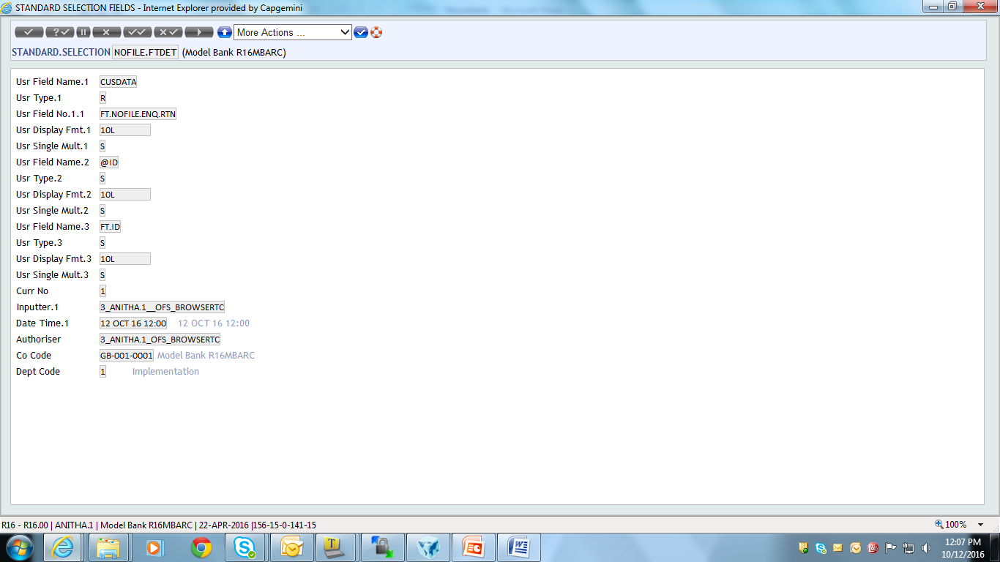 STANDARD SELECTION FIELDS - Internet Explorer provided by Capgemini
More Actions ...
STANDARD.SELECTION NOFILE.FTDET (Model Bank R16MBARC)
Usr Field Name.1 CUSDATA
Usr Type.1 R
Usr Field No.1.1 FT.NOFILE.ENQ.RTN
Usr Display Fmt.1 10L
Usr Single Mult.1 S
Usr Field Name.2 @ID
Usr Type.2 S
Usr Display Fmt.2 10L
Usr Single Mult.2 S
Usr Field Name.3 FT.ID
Usr Type.3 S
Usr Display Fmt.3 10L
Usr Single Mult.3 S
Curr No 1
Inputter.1 3_ANITHA.1__OFS_BROWSERTC
Date Time.1 12 OCT 16 12:00 12 OCT 16 12:00
Authoriser 3_ANITHA.1_OFS_BROWSERTC
Co Code GB-001-0001 Model Bank R16MBARC
Dept Code 1 Implementation
R16 - R16.00 | ANITHA.1 | Model Bank R16MBARC | 22-APR-2016 |156-15-0-141-15
100%
12:07 PM
10/12/2016